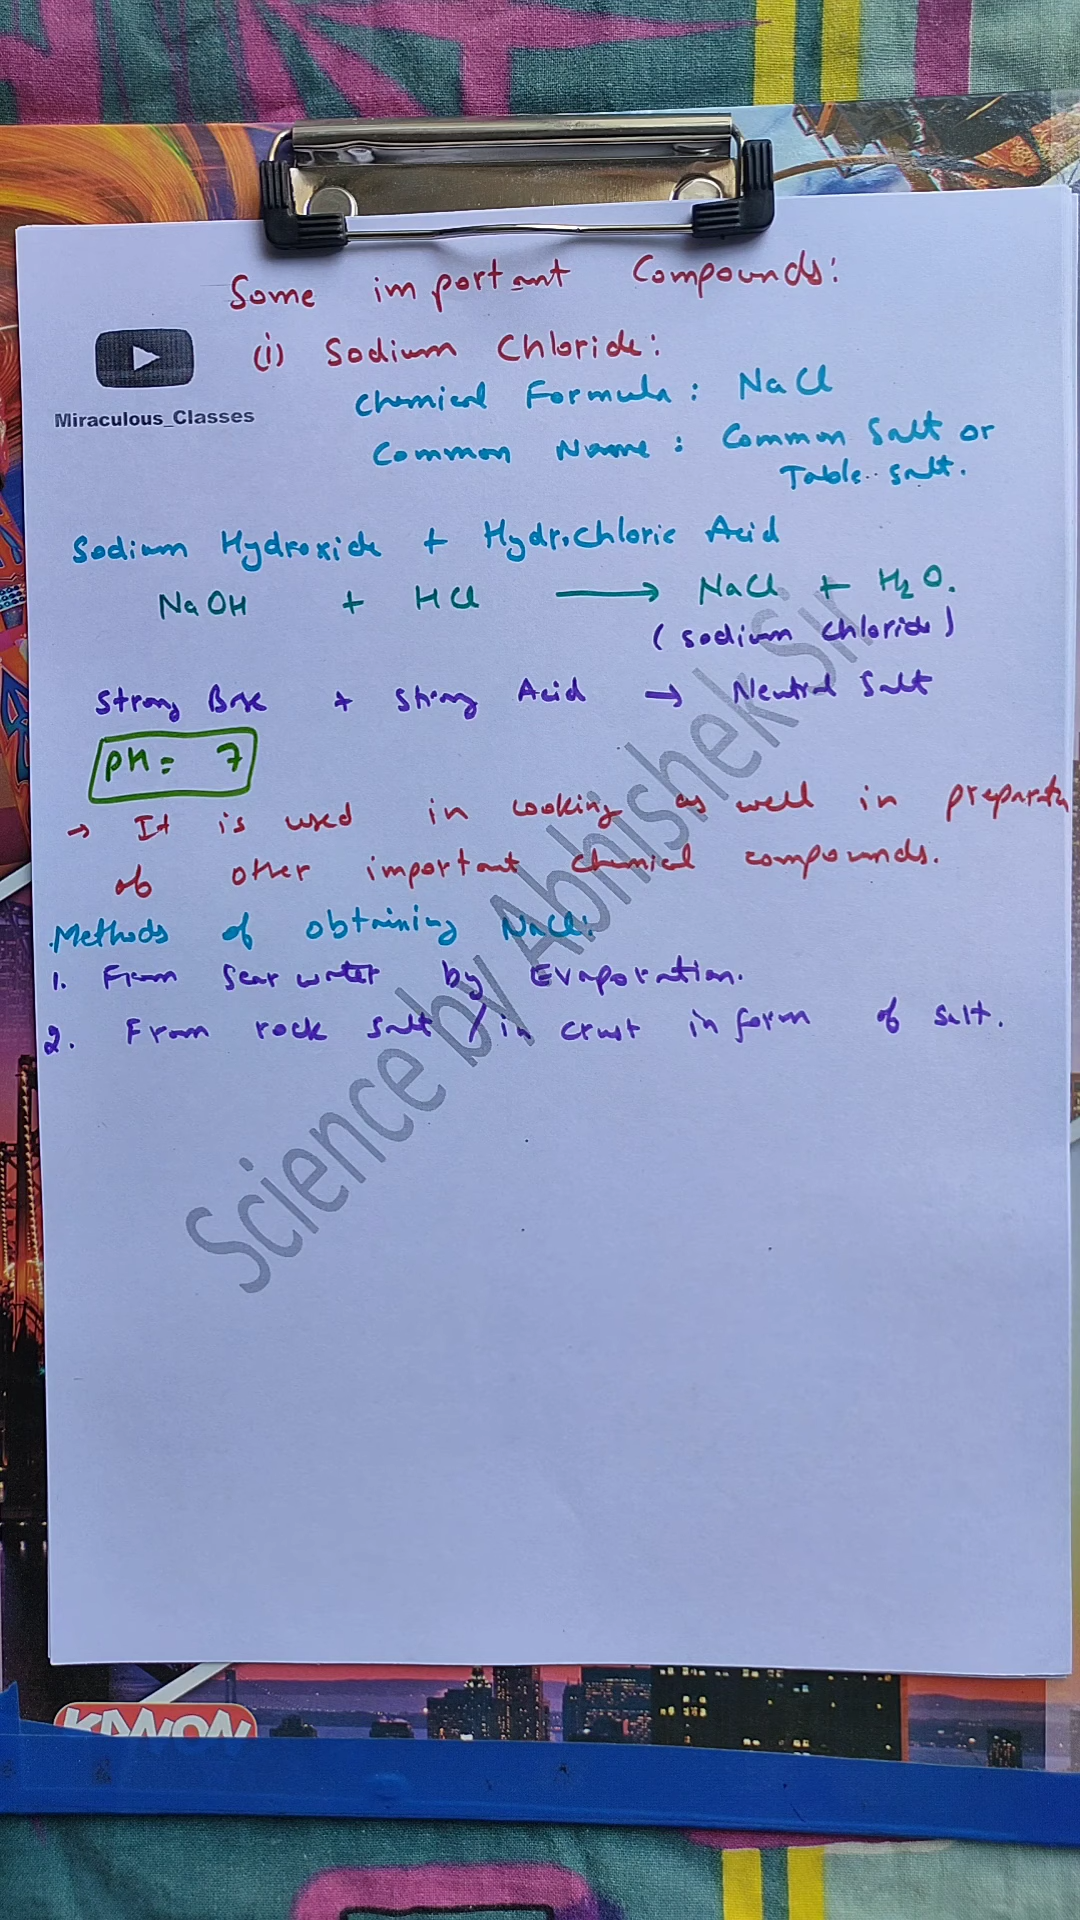 Some important Compounds:
(i) Sodium Chloride:
Miraculous_Classes
Chemical Formula: NaCl
Common Name: Common Salt or
Table salt.
Sodium Hydroxide + Hydrochloric Acid
NaOH + HCl → NaCl + H₂O.
(sodium chloride)
Strong Base + Strong Acid → Neutral Salt
PH = 7
→ It is used in cooking as well in preparation
of other important chemical compounds.
Methods of obtaining NaCl:
1. From Sear water by Evaporation.
2. From rock salt / in crust in form of salt.
Science by Abhishek Sir